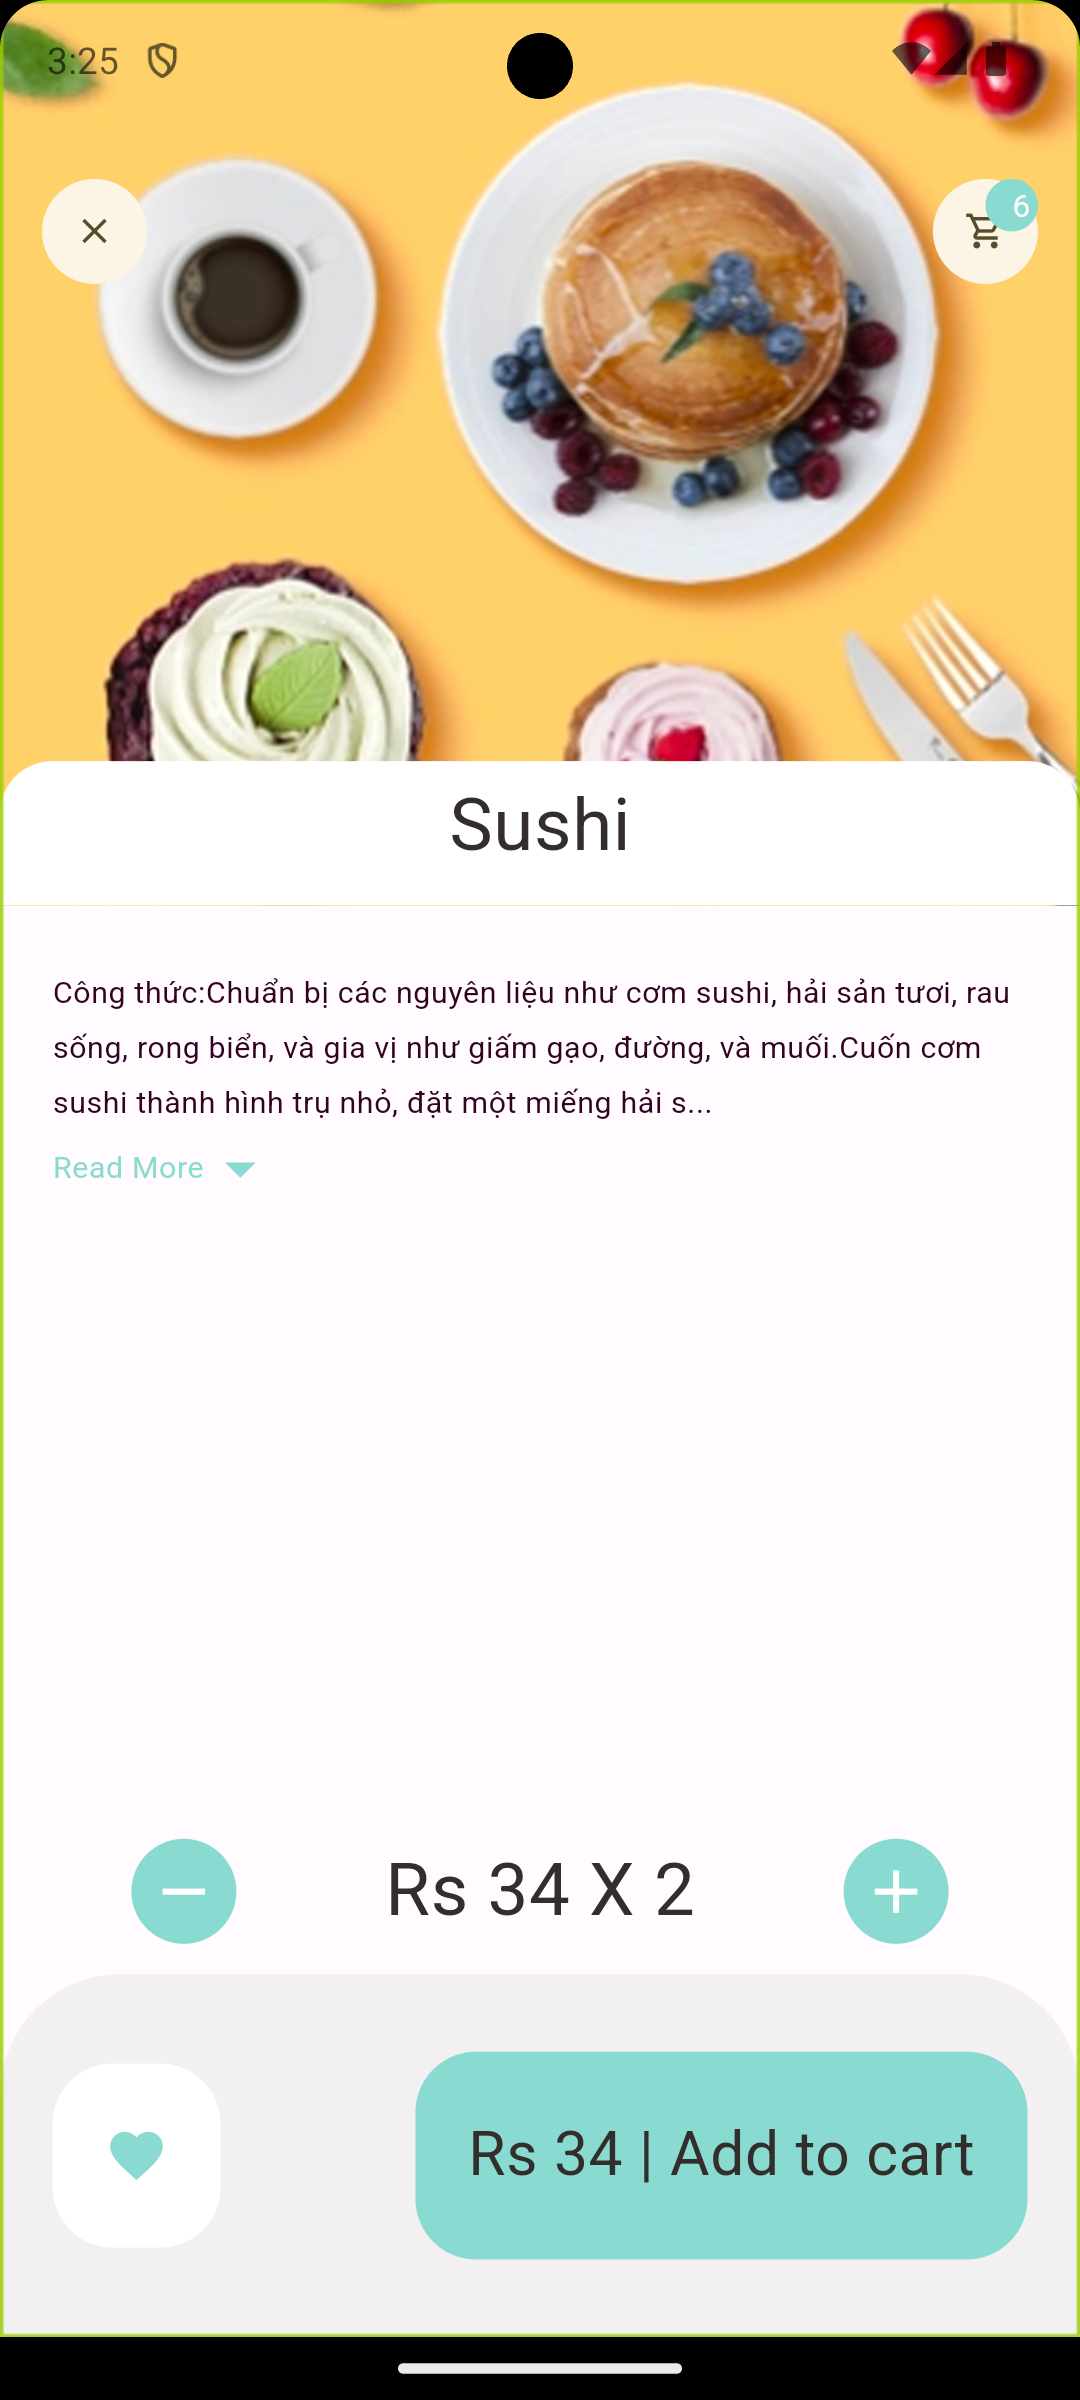 3:25
6
Sushi
Công thức:Chuẩn bị các nguyên liệu như cơm sushi, hải sản tươi, rau
sống, rong biển, và gia vị như giấm gạo, đường, và muối.Cuốn cơm
sushi thành hình trụ nhỏ, đặt một miếng hải s...
Read More
Rs 34 X 2
Rs 34 | Add to cart